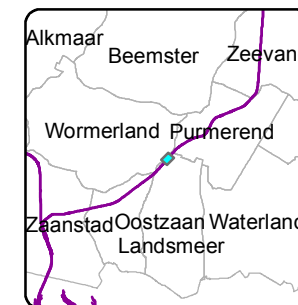 Alkmaar
Beemster
Zeevan
Wormerland
Purmerend
Zaanstad
Oostzaan
Waterland
Landsmeer